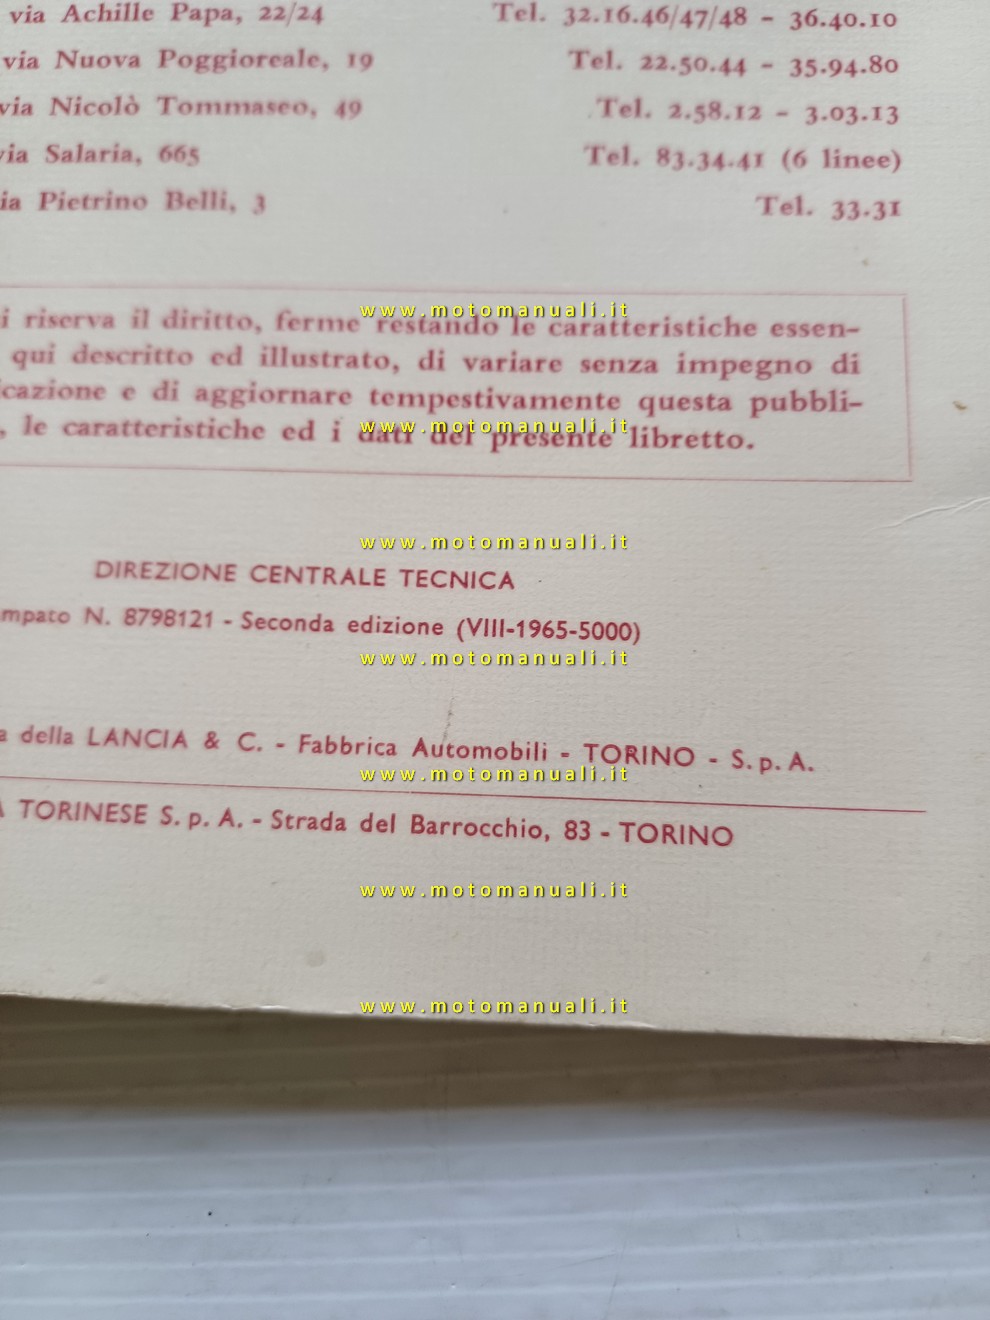 via Achille Papa, 22/24 Tel. 32.16.46/47/48 - 36.40.10
via Nuova Poggioreale, 19 Tel. 22.50.44 - 35.94.80
via Nicolò Tommaseo, 49 Tel. 2.58.12 - 3.03.13
via Salaria, 665 Tel. 83.34.41 (6 linee)
ia Pietrino Belli, 3 Tel. 33.31
www.motomanuali.it
i riserva il diritto, ferme restando le caratteristiche essen-
qui descritto ed illustrato, di variare senza impegno di
icazione e di aggiornare tempestivamente questa pubbli-
www.motomanuali.it
, le caratteristiche ed i dati del presente libretto.
www.motomanuali.it
DIREZIONE CENTRALE TECNICA
mpato N. 8798121 - Seconda edizione (VIII-1965-5000)
www.motomanuali.it
a della LANCIA & C. - Fabbrica Automobili - TORINO - S.p.A.
www.motomanuali.it
A TORINESE S.p.A. - Strada del Barrocchio, 83 - TORINO
www.motomanuali.it
www.motomanuali.it